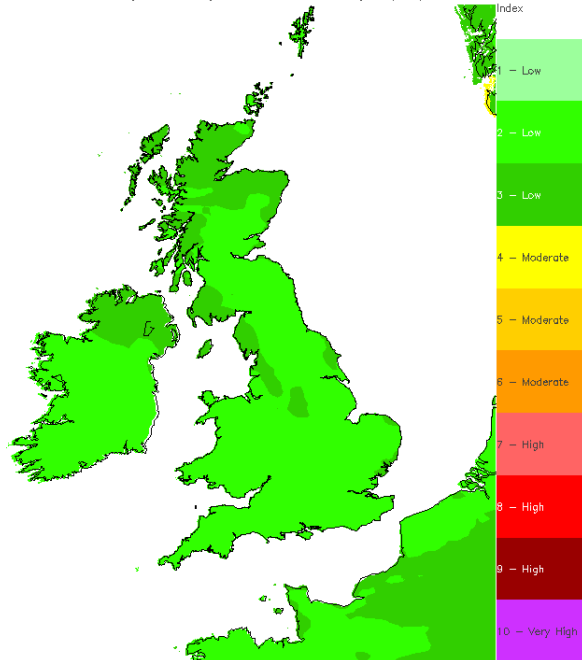 Index
1 - Low
2 - Low
3 - Low
4 - Moderate
5 - Moderate
6 - Moderate
7 - High
8 - High
9 - High
10 - Very High